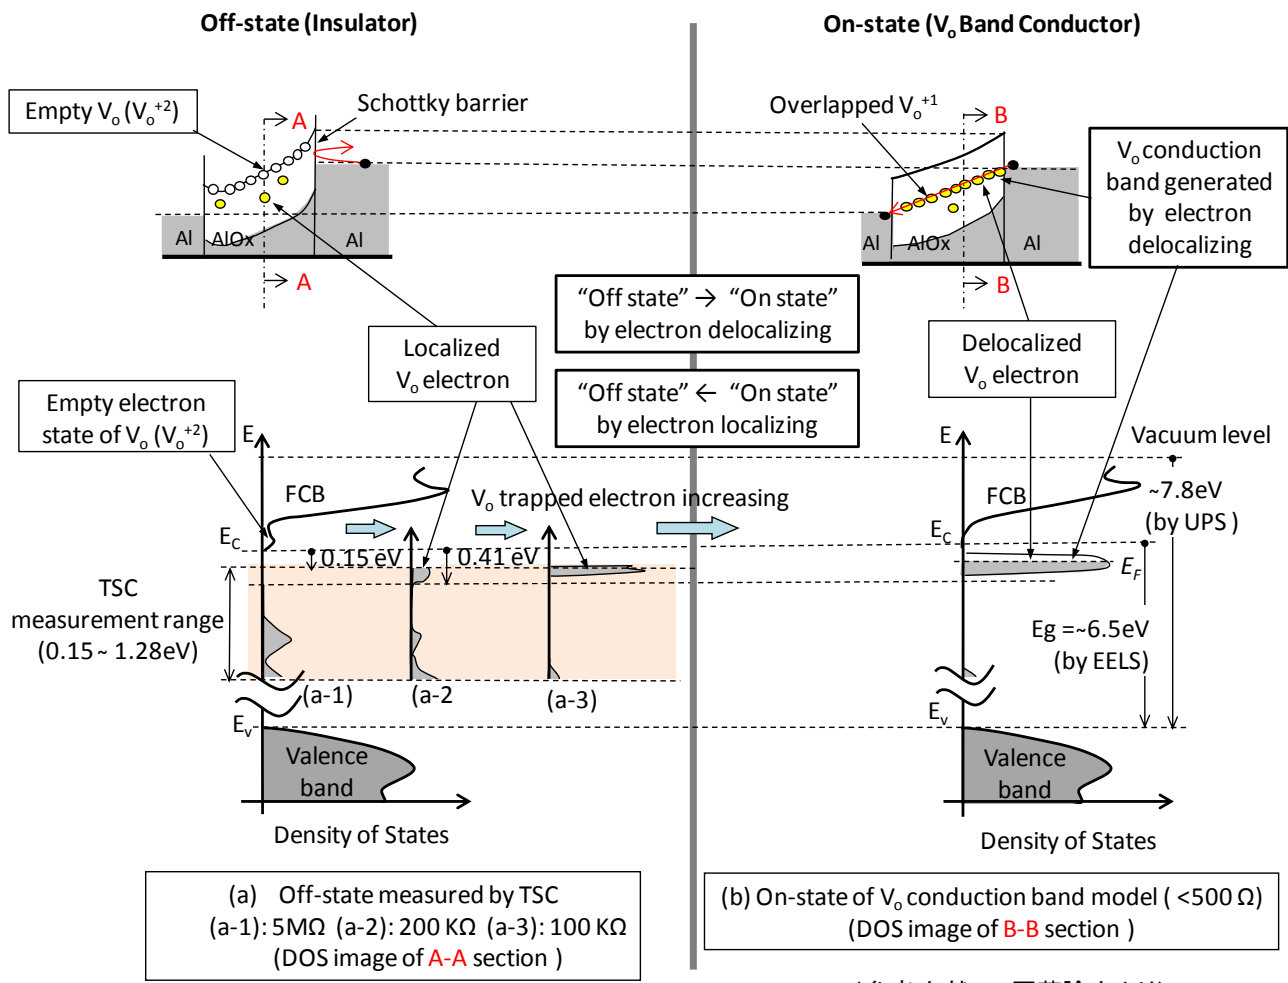 Off-state (Insulator)
On-state (Vo Band Conductor)
Empty Vo (Vo+2)
A
Schottky barrier
Al
AlOx
Al
A
Overlapped Vo+1
B
Vo conduction
band generated
by electron
delocalizing
Al
AlOx
Al
B
"Off state" → "On state"
by electron delocalizing
"Off state" ← "On state"
by electron localizing
Localized
Vo electron
Delocalized
Vo electron
Empty electron
state of Vo (Vo+2)
E
FCB
Vo trapped electron increasing
EC
0.15 eV
0.41 eV
TSC
measurement range
(0.15 ~ 1.28eV)
(a-1)
(a-2
(a-3)
Ev
Valence
band
Density of States
E
Vacuum level
FCB
~7.8eV
(by UPS )
EC
EF
Eg =~6.5eV
(by EELS)
Ev
Valence
band
Density of States
(a) Off-state measured by TSC
(a-1): 5MΩ (a-2): 200 KΩ (a-3): 100 KΩ
(DOS image of A-A section )
(b) On-state of Vo conduction band model ( <500 Ω)
(DOS image of B-B section )